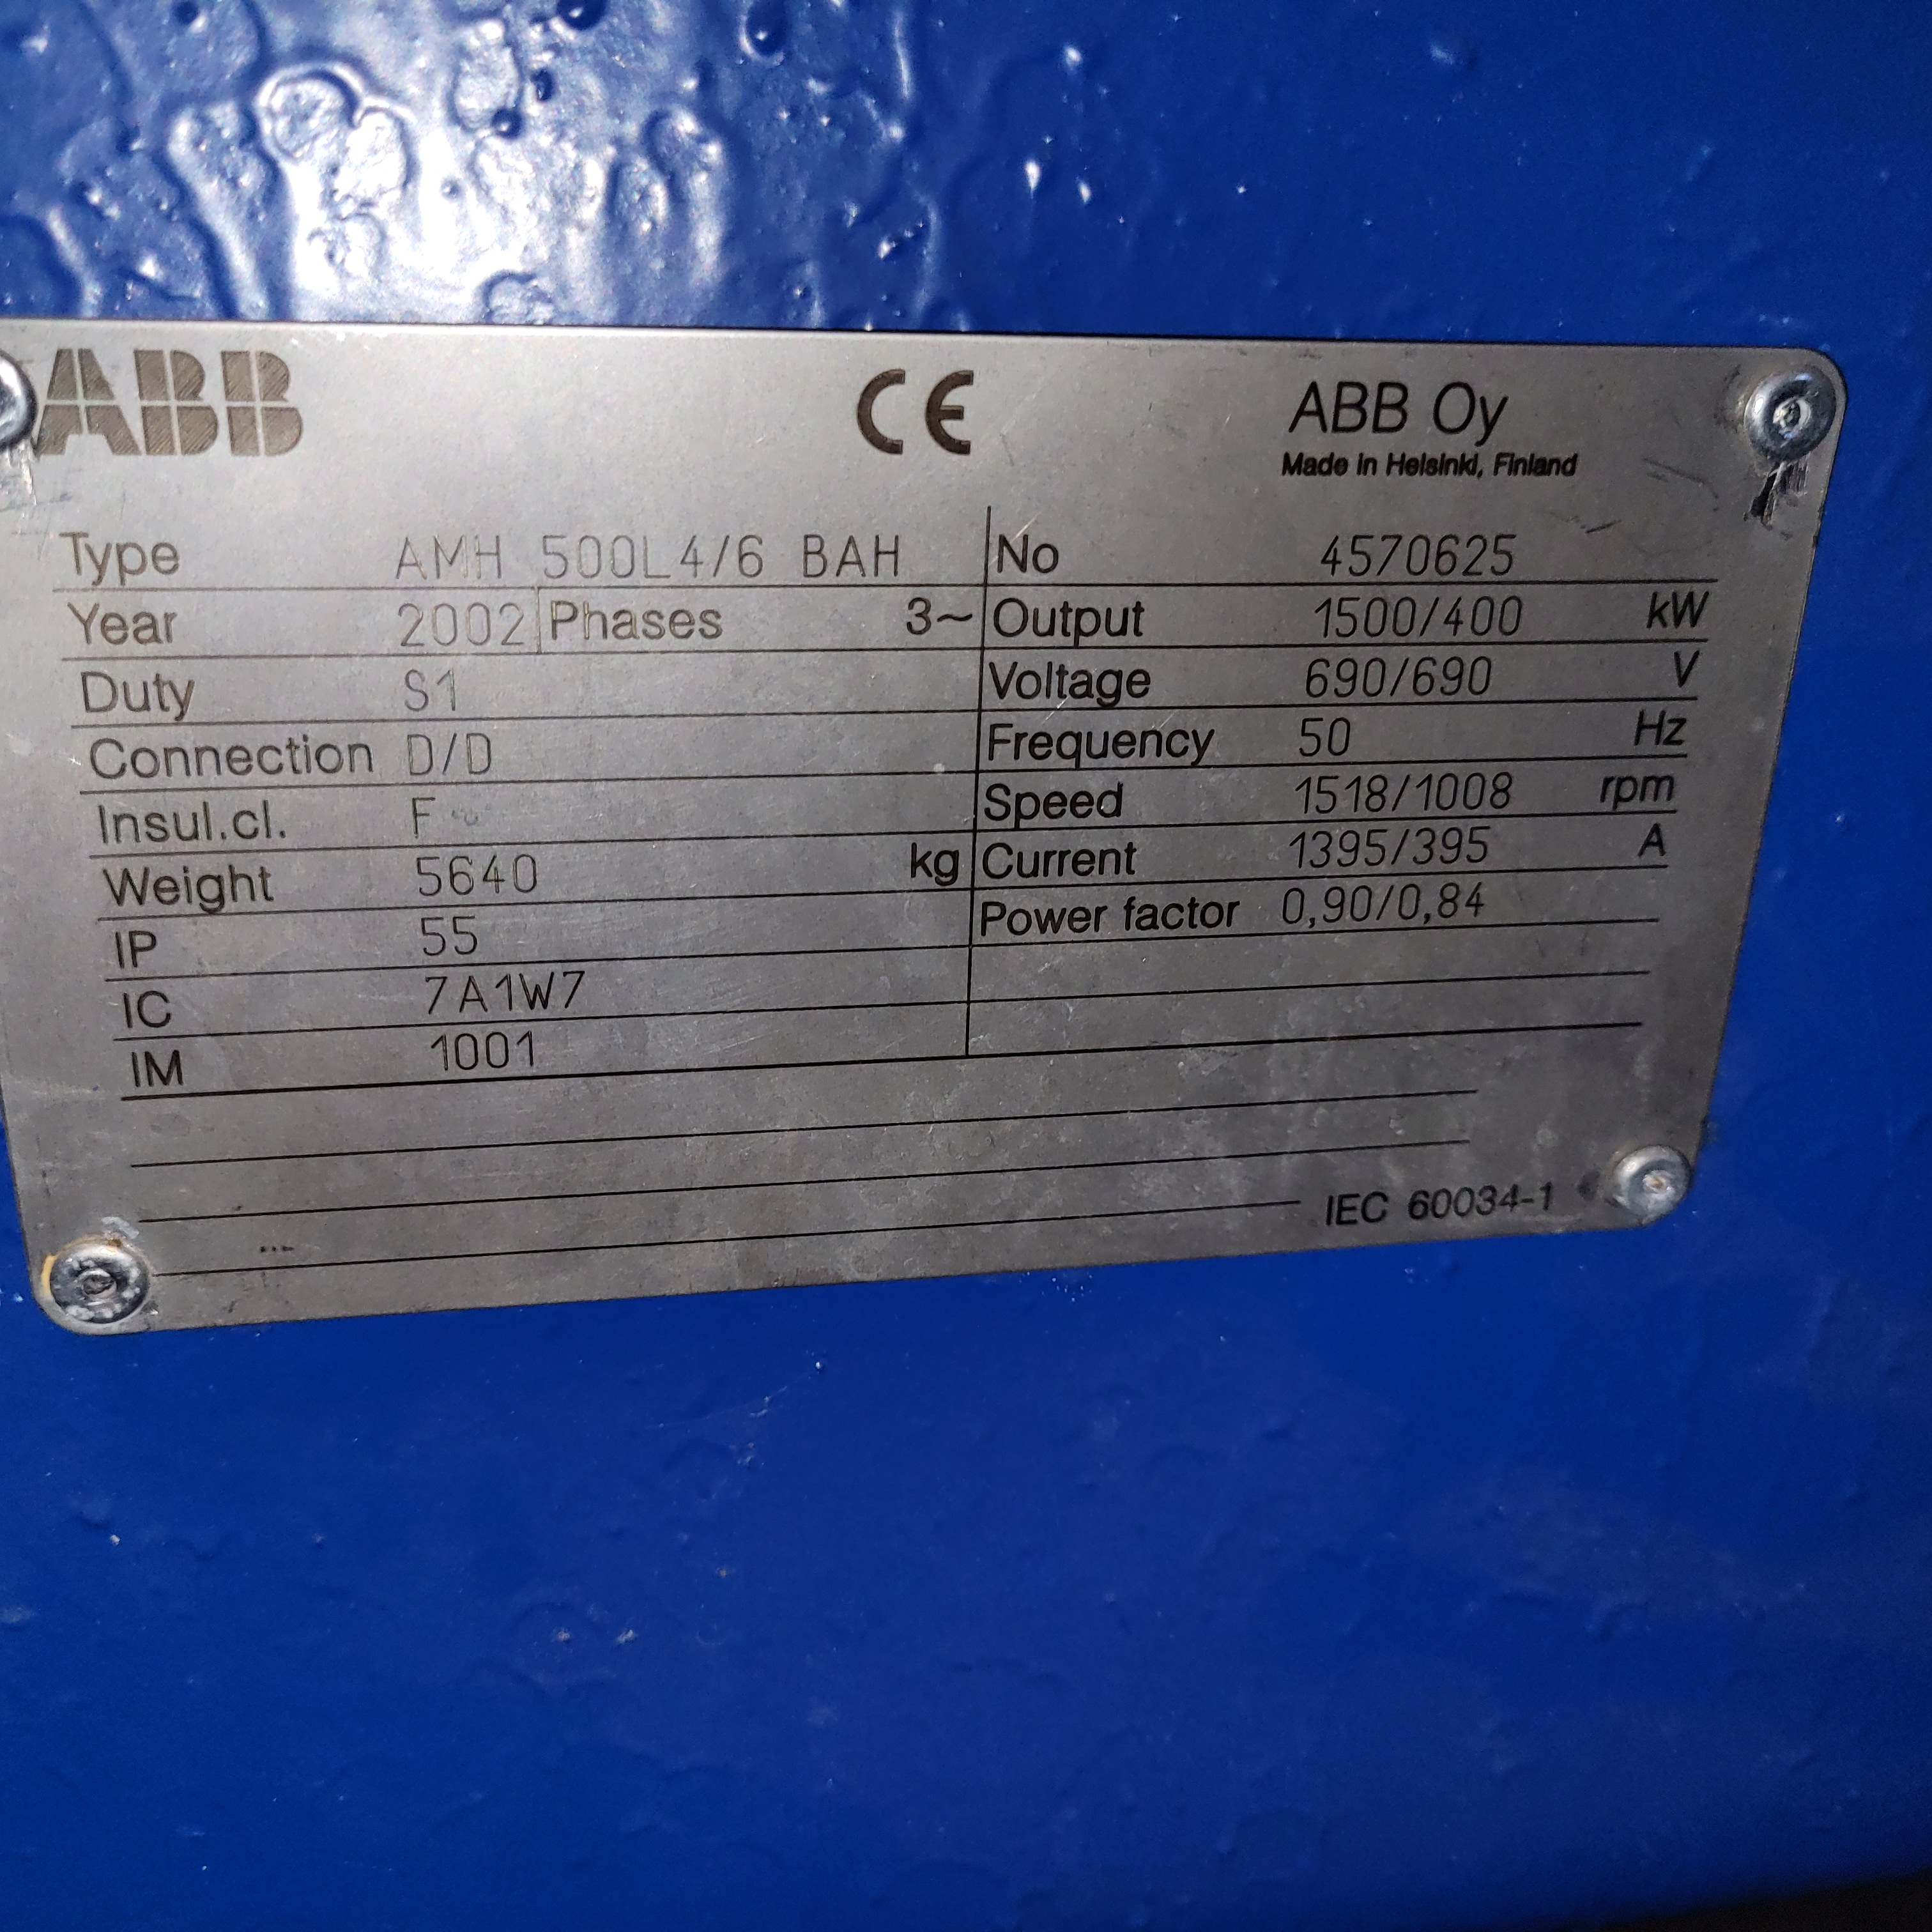 ABB CE ABB Oy
Made in Helsinki, Finland
Type AMH 500L4/6 BAH No 4570625
Year 2002 Phases 3~ Output 1500/400 kW
Duty S1 Voltage 690/690 V
Connection D/D Frequency 50 Hz
Insul.cl. F Speed 1518/1008 rpm
Weight 5640 kg Current 1395/395 A
IP 55 Power factor 0,90/0,84
IC 7A1W7
IM 1001
IEC 60034-1